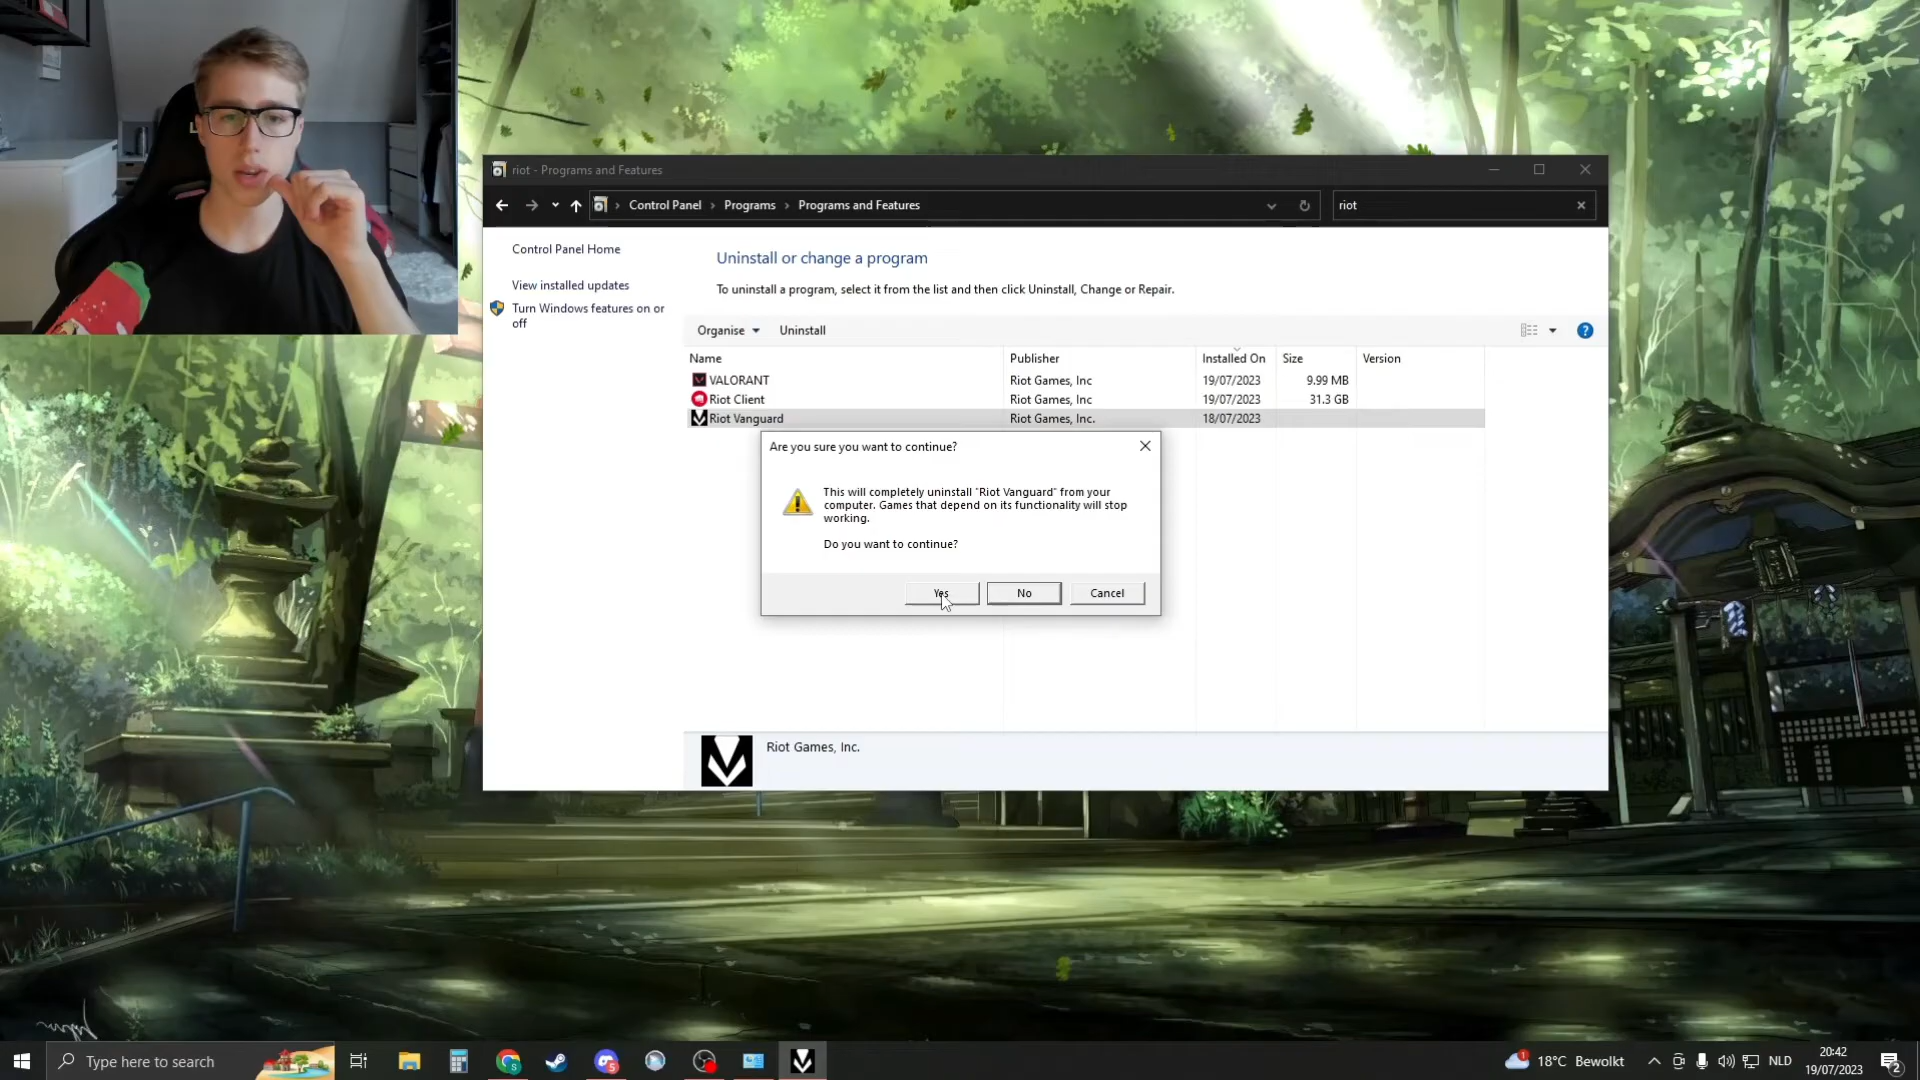 riot - Programs and Features
Control Panel
Programs
Programs and Features
riot
Control Panel Home
View installed updates
Turn Windows features on or
off
Uninstall or change a program
To uninstall a program, select it from the list and then click Uninstall, Change or Repair.
Organise
Uninstall
Name
Publisher
Installed On
Size
Version
VALORANT
Riot Games, Inc
19/07/2023
9.99 MB
Riot Client
Riot Games, Inc
19/07/2023
31.3 GB
Riot Vanguard
Riot Games, Inc.
18/07/2023
Are you sure you want to continue?
This will completely uninstall "Riot Vanguard" from your
computer. Games that depend on its functionality will stop
working.
Do you want to continue?
Yes
No
Cancel
Riot Games, Inc.
Type here to search
5
1
18°C Bewolkt
NLD
20:42
19/07/2023
2